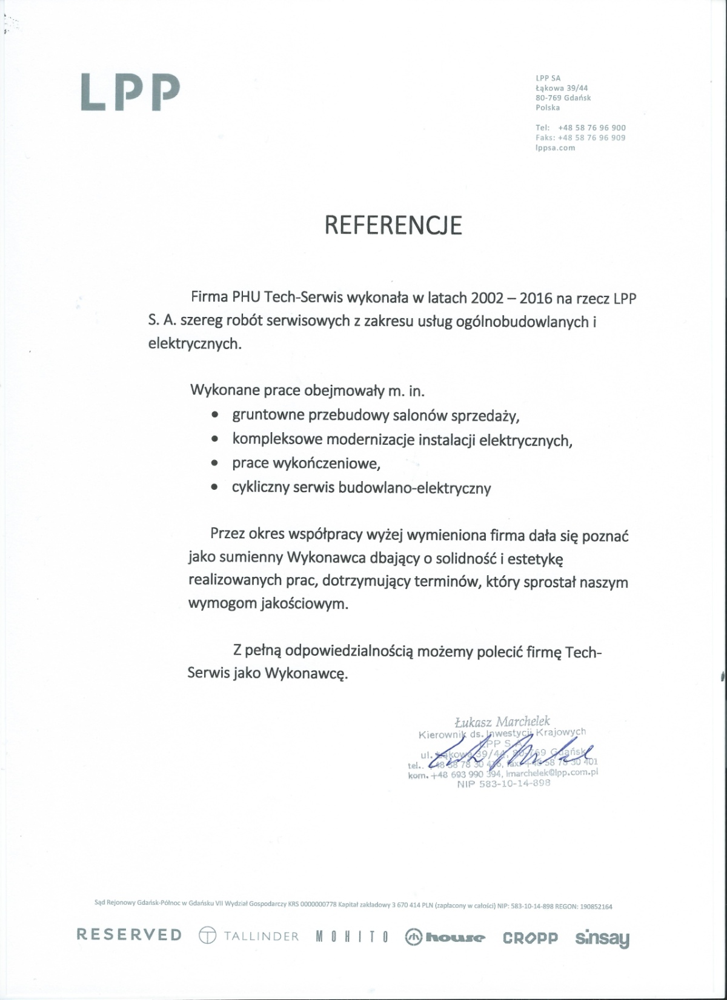 LPP
LPP SA
Łąkowa 39/44
80-769 Gdańsk
Polska
Tel: +48 58 76 96 900
Faks: +48 58 76 96 909
lppsa.com
REFERENCJE
Firma PHU Tech-Serwis wykonała w latach 2002 – 2016 na rzecz LPP
S. A. szereg robót serwisowych z zakresu usług ogólnobudowlanych i
elektrycznych.
Wykonane prace obejmowały m. in.
• gruntowne przebudowy salonów sprzedaży,
• kompleksowe modernizacje instalacji elektrycznych,
• prace wykończeniowe,
• cykliczny serwis budowlano-elektryczny
Przez okres współpracy wyżej wymieniona firma dała się poznać
jako sumienny Wykonawca dbający o solidność i estetykę
realizowanych prac, dotrzymujący terminów, który sprostał naszym
wymogom jakościowym.
Z pełną odpowiedzialnością możemy polecić firmę Tech-
Serwis jako Wykonawcę.
Łukasz Marchelek
Kierownik ds. Inwestycji Krajowych
LPP S.A.
ul. Łąkowa 39/44, 80-769 Gdańsk
tel.. +48 58 78 30 fax. +48 58 78 30 401
kom. +48 693 990 394, lmarchelek@lpp.com.pl
NIP 583-10-14-898
Sąd Rejonowy Gdańsk-Północ w Gdańsku VII Wydział Gospodarczy KRS 0000000778 Kapitał zakładowy 3 670 414 PLN (zapłacony w całości) NIP: 583-10-14-898 REGON: 190852164
RESERVED TALLINDER MOHITO house CROPP sinsay